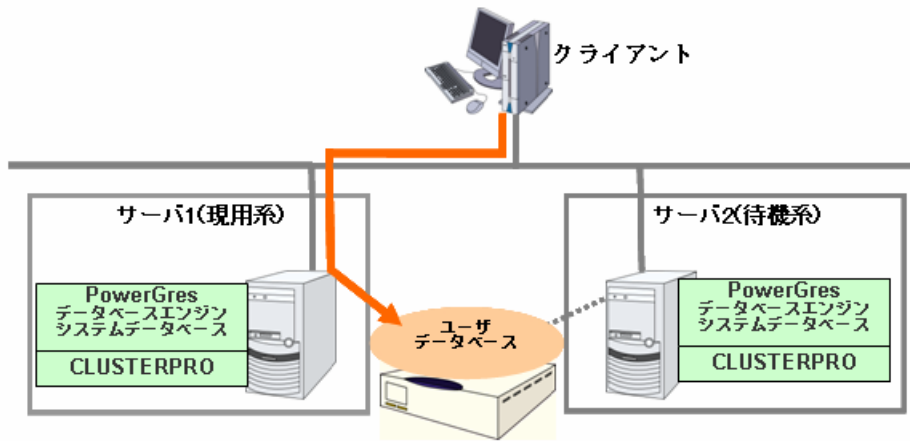 クライアント
サーバ1(現用系)
サーバ2(待機系)
PowerGres
データベースエンジン
システムデータベース
CLUSTERPRO
ユーザ
データベース
PowerGres
データベースエンジン
システムデータベース
CLUSTERPRO